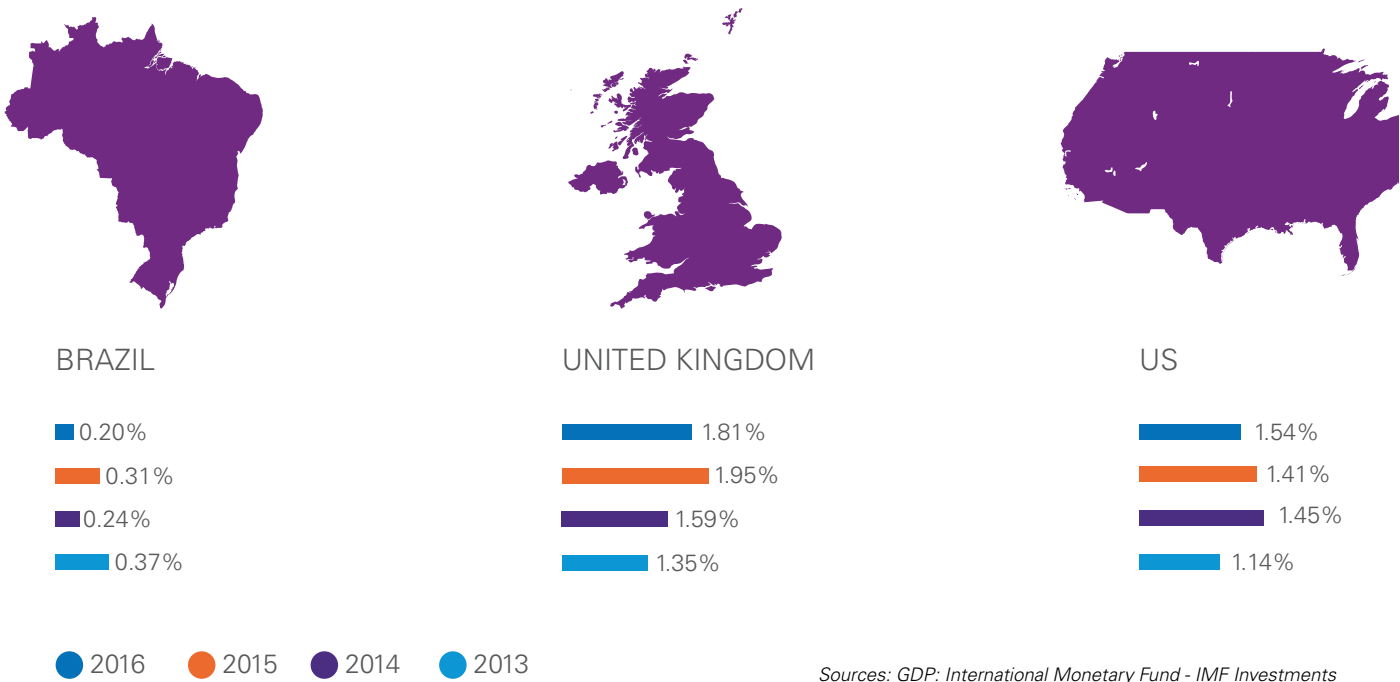 BRAZIL
0.20%
0.31%
0.24%
0.37%
UNITED KINGDOM
1.81%
1.95%
1.59%
1.35%
US
1.54%
1.41%
1.45%
1.14%
2016 2015 2014 2013
Sources: GDP: International Monetary Fund - IMF Investments